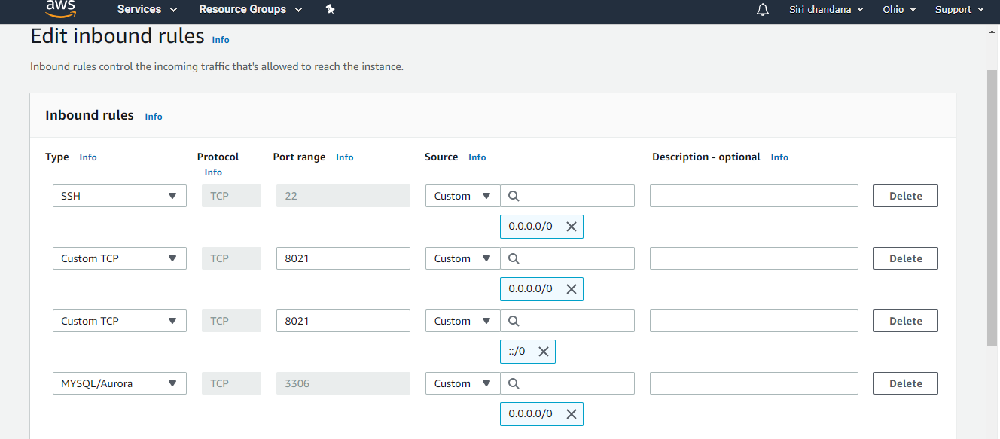 aws Services Resource Groups Siri chandana Ohio Support
Edit inbound rules Info
Inbound rules control the incoming traffic that's allowed to reach the instance.
Inbound rules Info
Type Info Protocol Port range Info Source Info Description - optional Info
Info
SSH TCP 22 Custom Delete
0.0.0.0/0
Custom TCP TCP 8021 Custom Delete
0.0.0.0/0
Custom TCP TCP 8021 Custom Delete
::/0
MYSQL/Aurora TCP 3306 Custom Delete
0.0.0.0/0